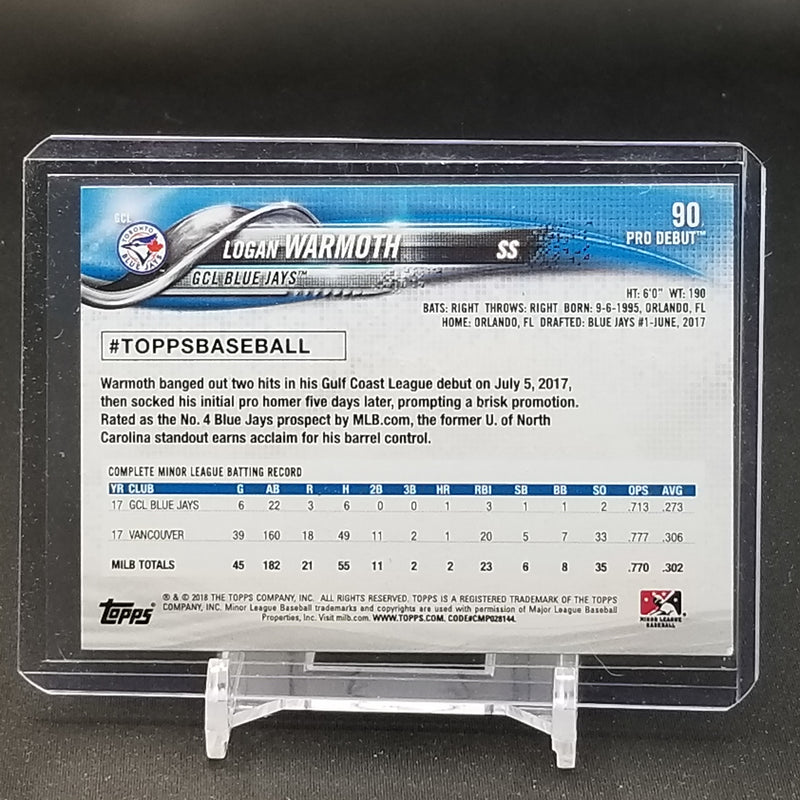 90
PRO DEBUT™
GCL
TORONTO
BLUE JAYS
LOGAN WARMOTH SS
GCL BLUE JAYS™
HT: 6'0" WT: 190
BATS: RIGHT THROWS: RIGHT BORN: 9-6-1995, ORLANDO, FL
HOME: ORLANDO, FL DRAFTED: BLUE JAYS #1-JUNE, 2017
#TOPPSBASEBALL
Warmoth banged out two hits in his Gulf Coast League debut on July 5, 2017,
then socked his initial pro homer five days later, prompting a brisk promotion.
Rated as the No. 4 Blue Jays prospect by MLB.com, the former U. of North
Carolina standout earns acclaim for his barrel control.
COMPLETE MINOR LEAGUE BATTING RECORD
YR CLUB G AB R H 2B 3B HR RBI SB BB SO OPS AVG
17 GCL BLUE JAYS 6 22 3 6 0 0 1 3 1 1 2 .713 .273
17 VANCOUVER 39 160 18 49 11 2 1 20 5 7 33 .777 .306
MILB TOTALS 45 182 21 55 11 2 2 23 6 8 35 .770 .302
Topps®
® & © 2018 THE TOPPS COMPANY, INC. ALL RIGHTS RESERVED. TOPPS IS A REGISTERED TRADEMARK OF THE TOPPS
COMPANY, INC. Minor League Baseball trademarks and copyrights are used with permission of Major League Baseball
Properties, Inc. Visit milb.com. WWW.TOPPS.COM. CODE#CMP028144.
MINOR LEAGUE
BASEBALL